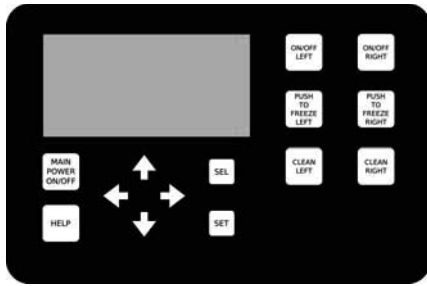 ON/OFF
LEFT
ON/OFF
RIGHT
PUSH
TO
FREEZE
LEFT
PUSH
TO
FREEZE
RIGHT
MAIN
POWER
ON/OFF
SEL
CLEAN
LEFT
CLEAN
RIGHT
HELP
SET